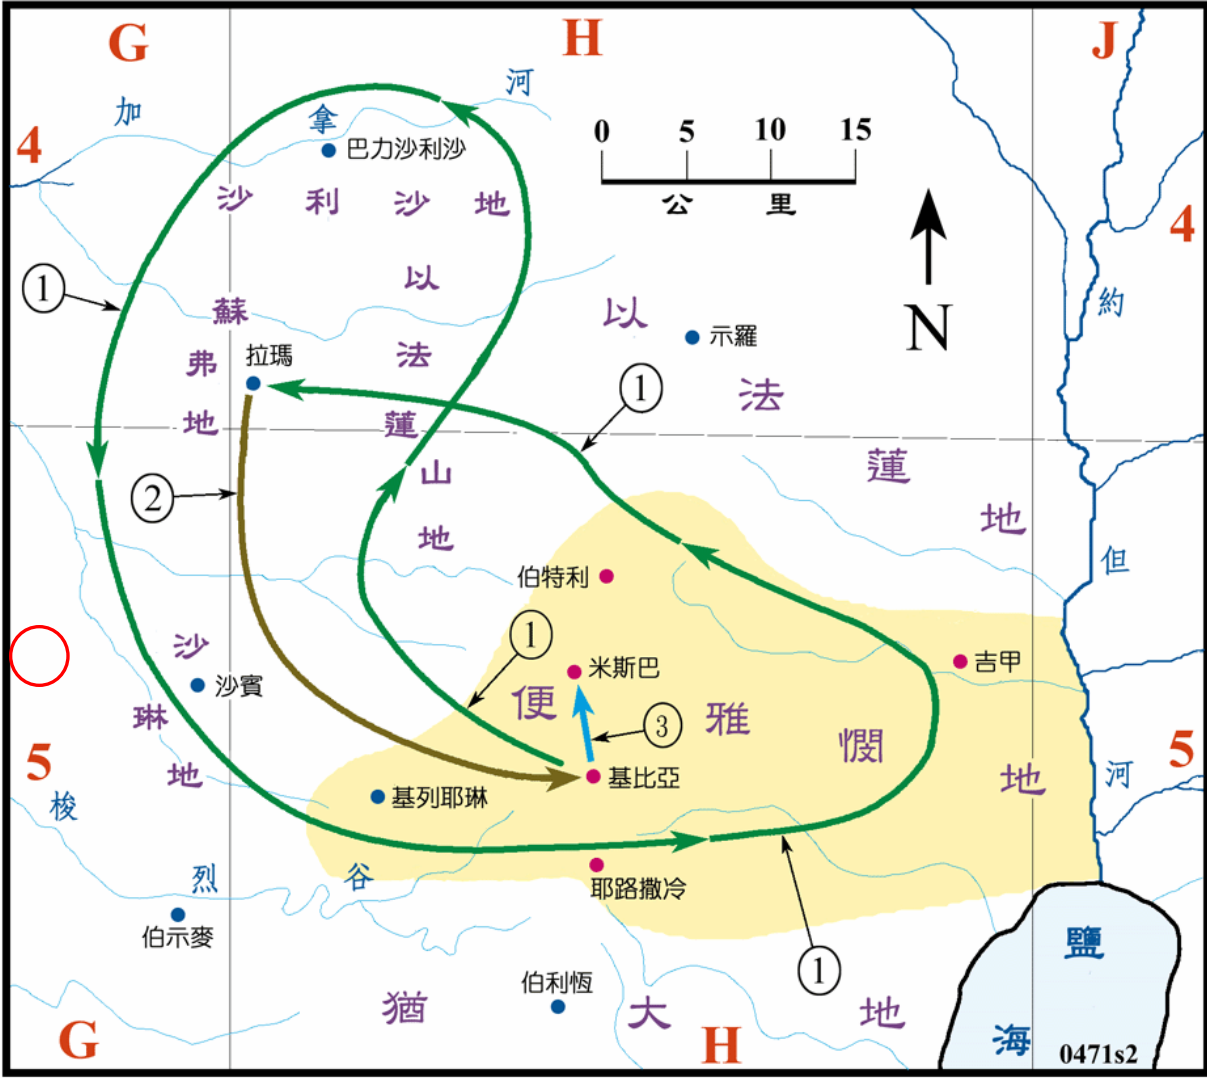 G
H
J
加
拿
河
4
巴力沙利沙
0 5 10 15
公里
沙利沙地
4
以法蓮山地
1
蘇弗地
拉瑪
以法蓮地
示羅
N
約
1
2
但
伯特利
1
米斯巴
吉甲
沙琳地
沙賓
便雅憫地
3
基比亞
5
5
河
基列耶琳
梭
烈
谷
耶路撒冷
伯示麥
1
鹽
海
伯利恆
猶大地
G
H
0471s2